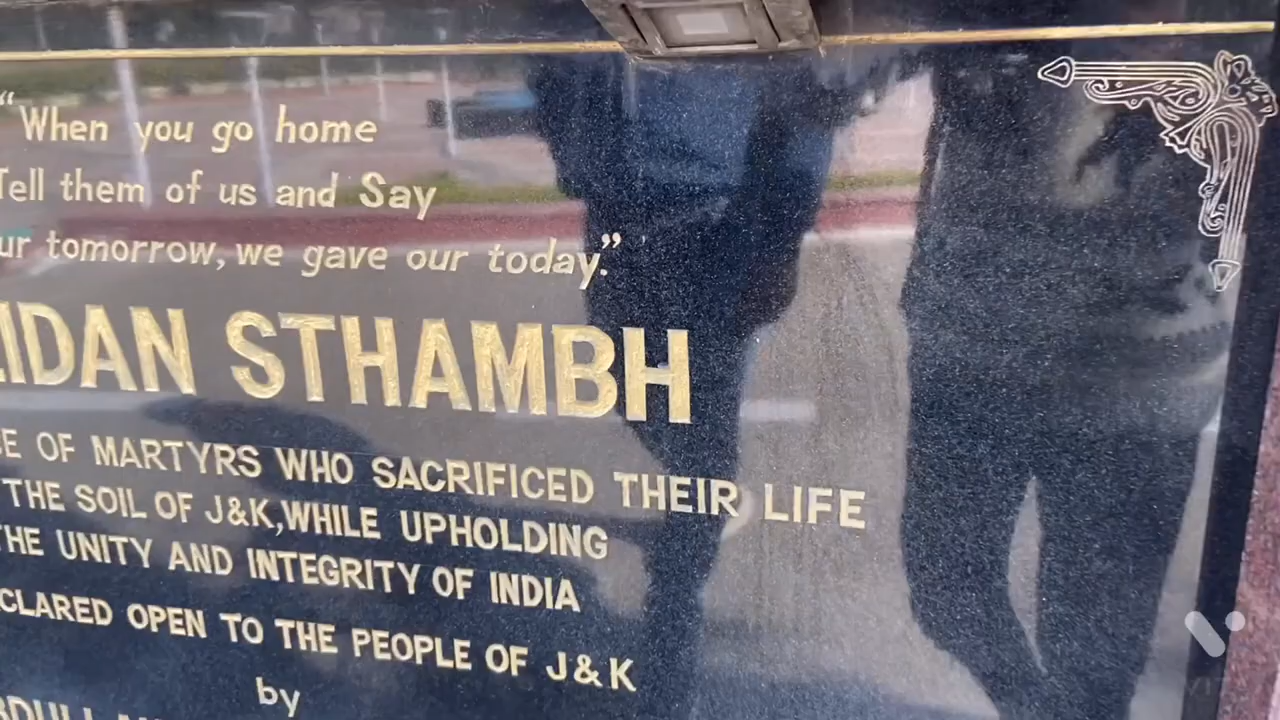 “When you go home
Tell them of us and Say
tomorrow, we gave our today.”
STHAMBH
OF MARTYRS WHO SACRIFICED THEIR LIFE
THE SOIL OF J&K, WHILE UPHOLDING
THE UNITY AND INTEGRITY OF INDIA
OPEN TO THE PEOPLE OF J&K
by